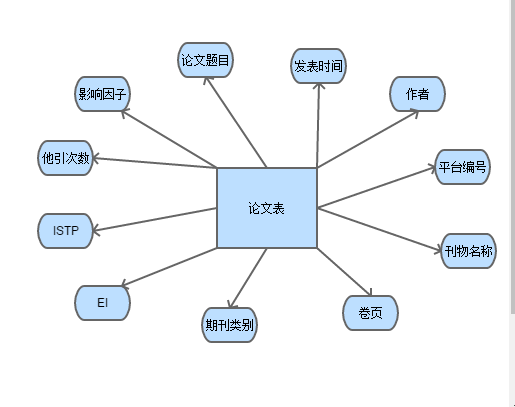 论文题目
发表时间
影响因子
作者
他引次数
平台编号
论文表
ISTP
刊物名称
EI
卷页
期刊类别